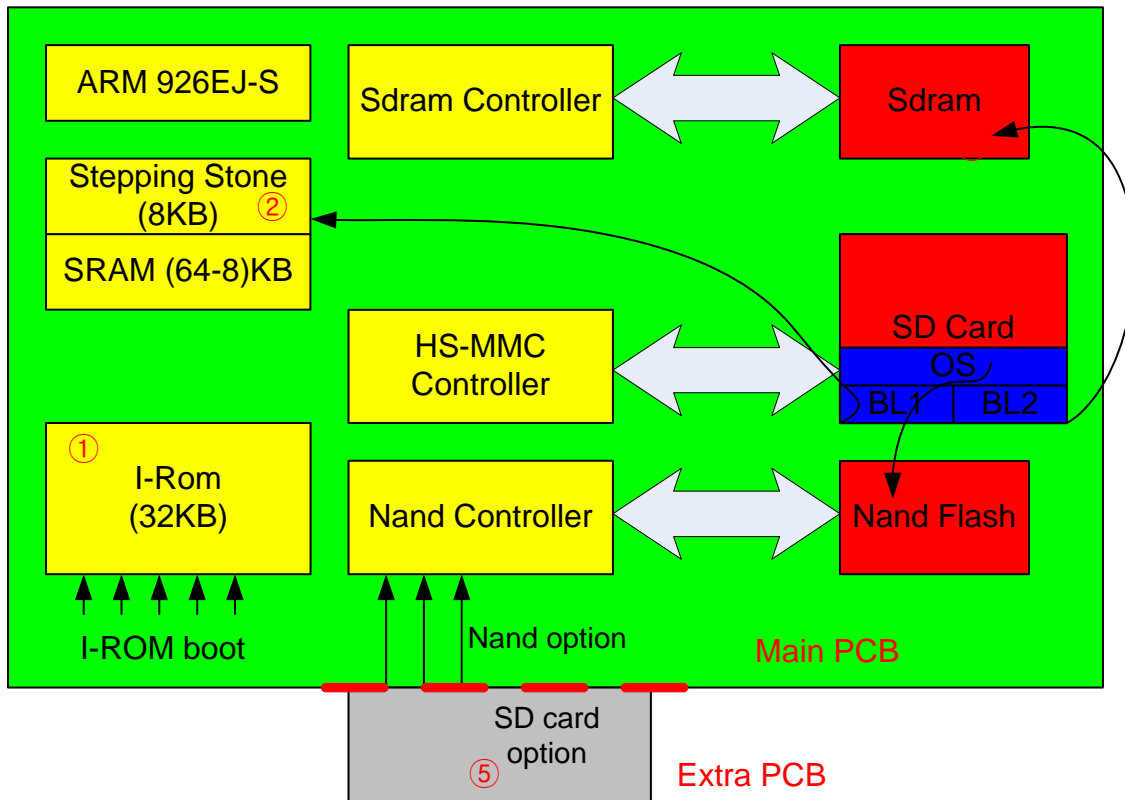 ARM 926EJ-S
Sdram Controller
Sdram
Stepping Stone
(8KB)
②
SRAM (64-8)KB
HS-MMC
Controller
SD Card
OS
BL1
BL2
①
I-Rom
(32KB)
Nand Controller
Nand Flash
I-ROM boot
Nand option
Main PCB
SD card
option
⑤
Extra PCB